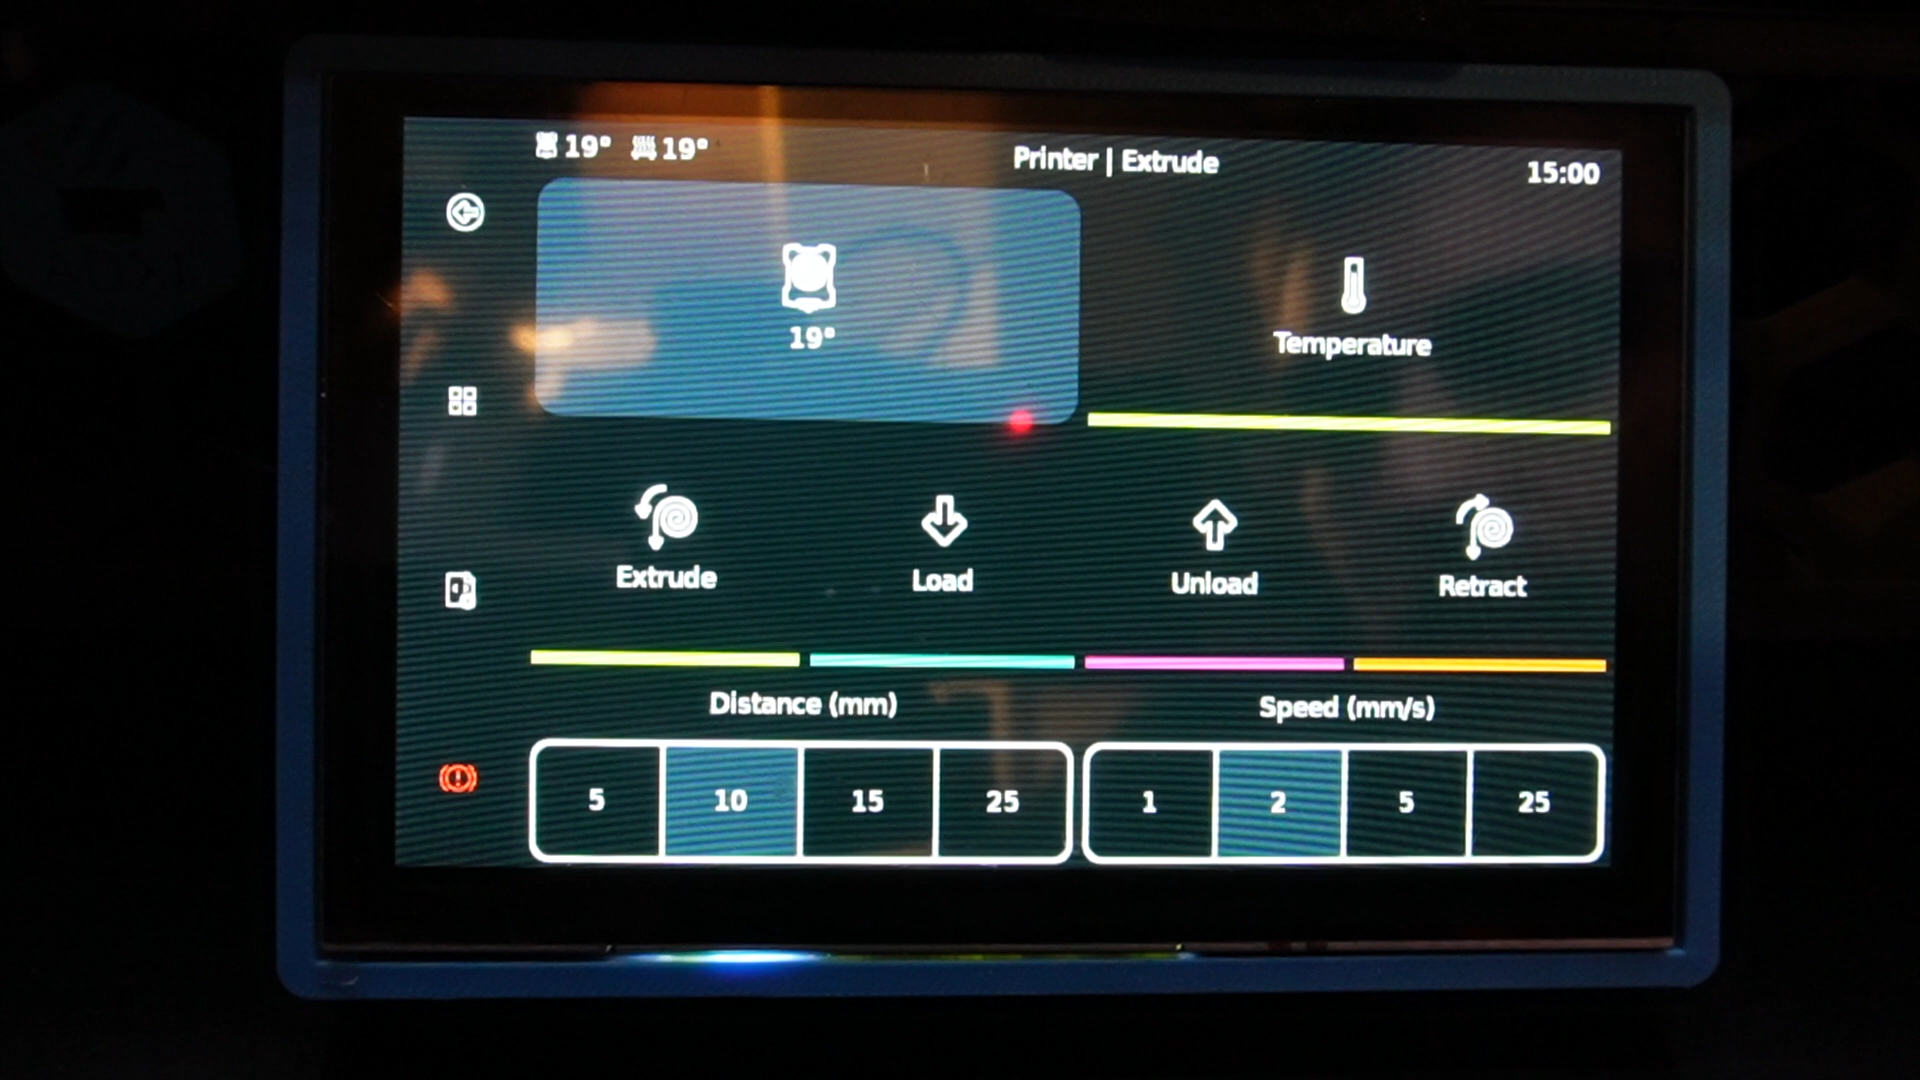 19° 19° Printer | Extrude 15:00
19° Temperature
Extrude Load Unload Retract
Distance (mm) Speed (mm/s)
5 10 15 25 1 2 5 25